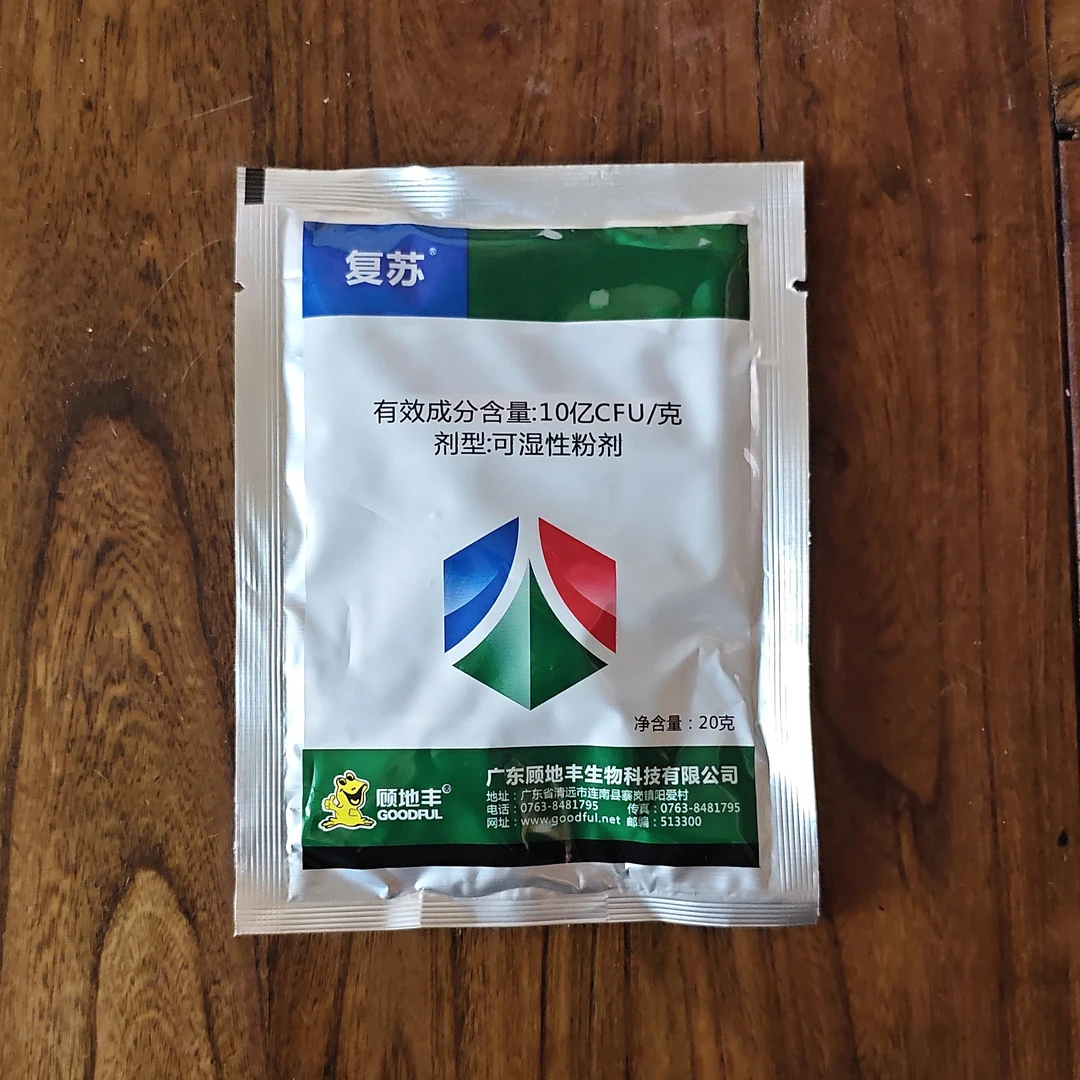 复苏®
有效成分含量:10亿CFU/克
剂型:可湿性粉剂
净含量：20克
顾地丰®
GOODFUL
广东顾地丰生物科技有限公司
地址：广东省清远市连南县寨岗镇阳爱村
电话：0763-8481795 传真：0763-8481795
网址：www.goodful.net 邮编：513300